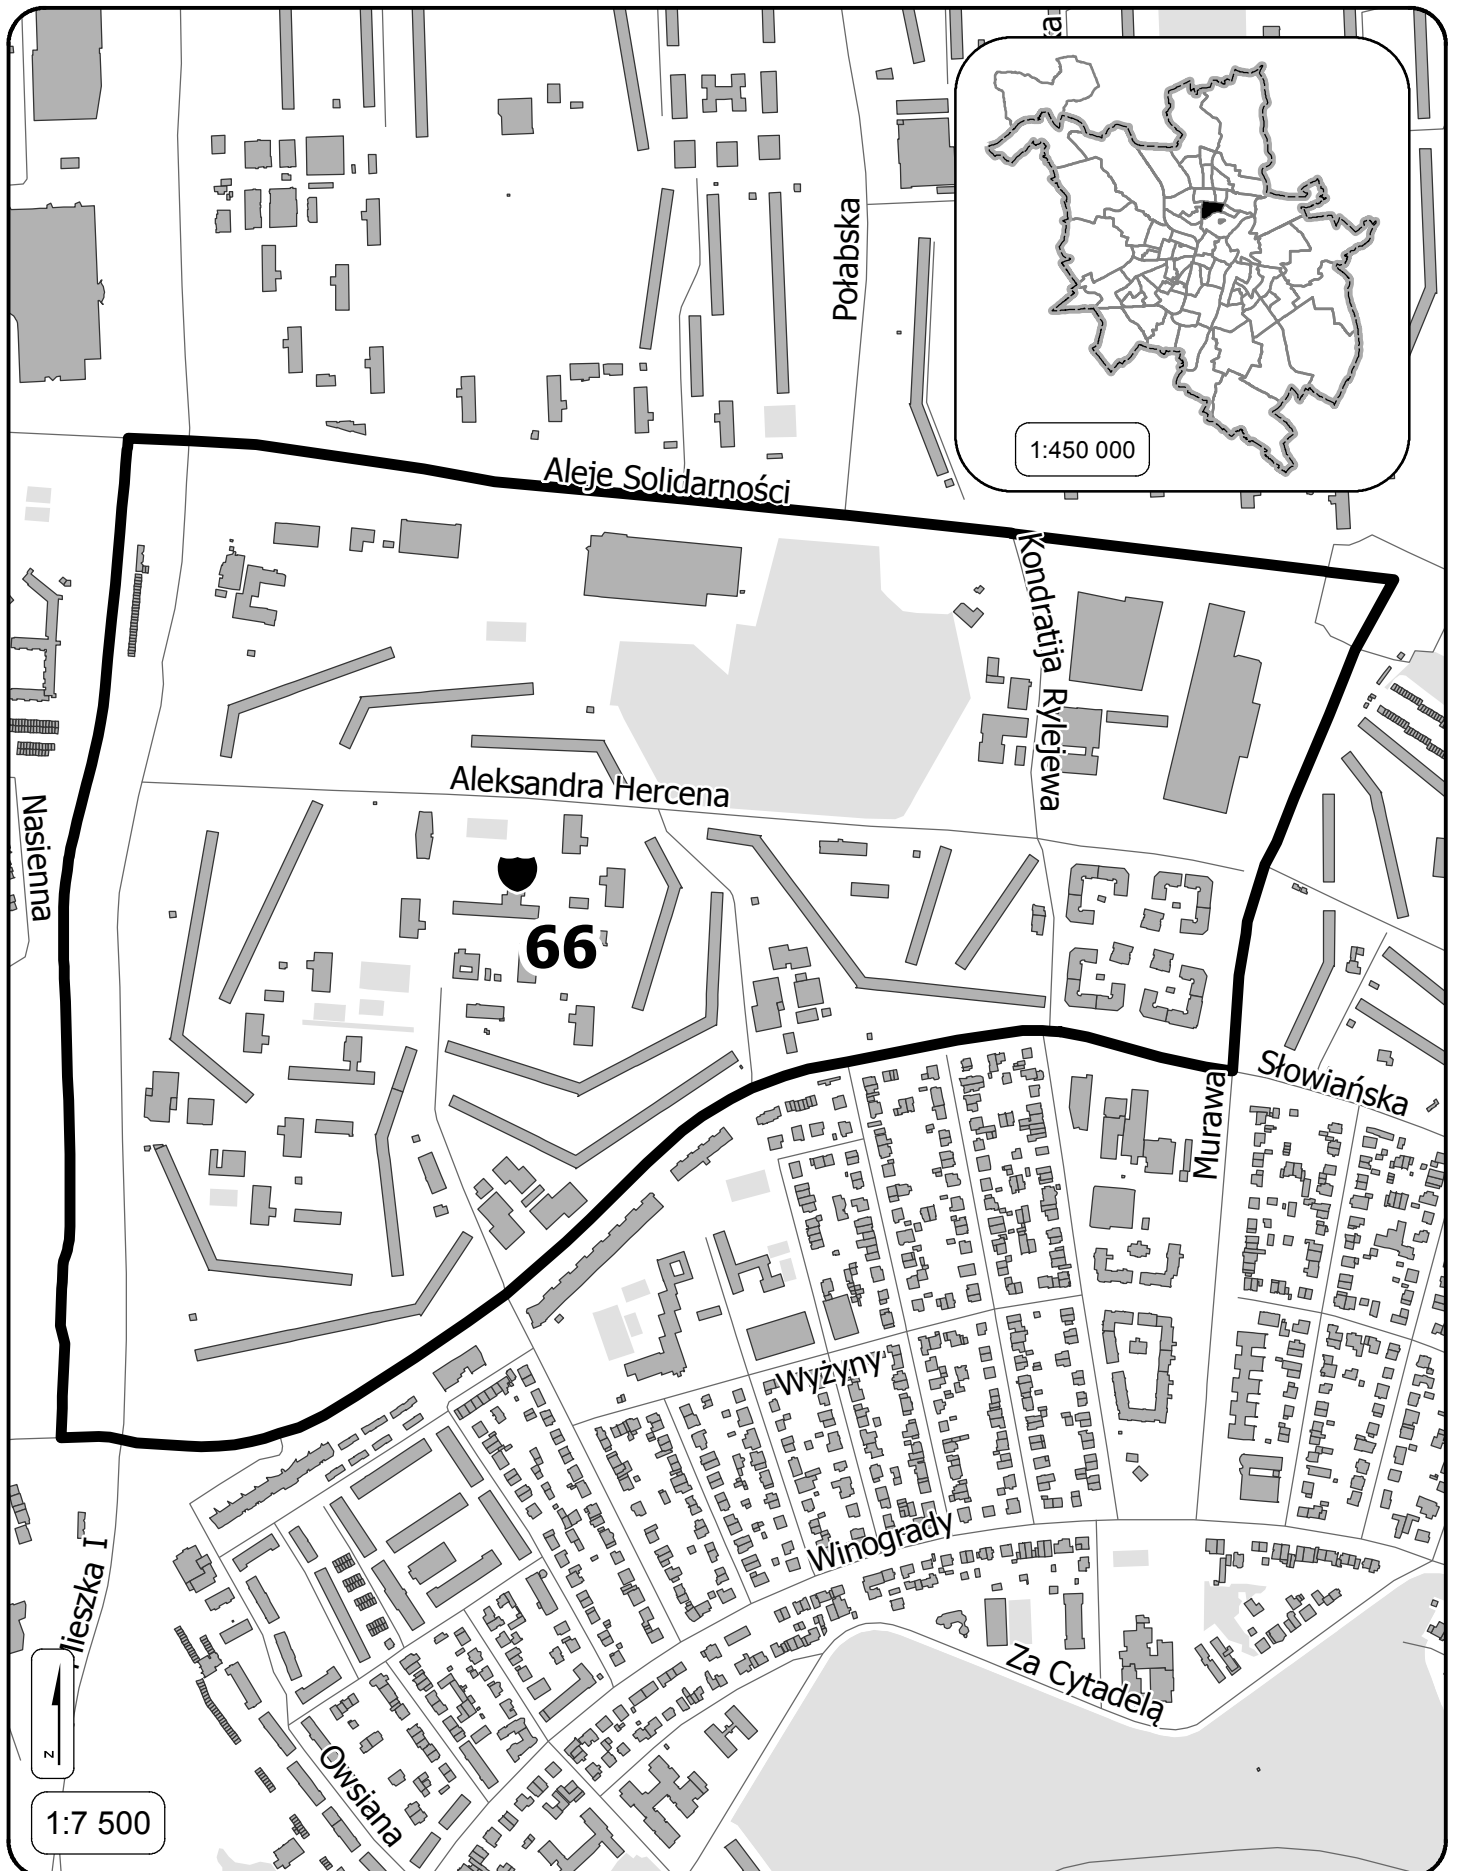 Połabska
1:450 000
Aleje Solidarności
Kondratija Rylejewa
Aleksandra Hercena
Nasienna
66
Słowiańska
Murawa
Wyżyny
Winogrady
Mieszka I
Za Cytadelą
Owsiana
z
1:7 500